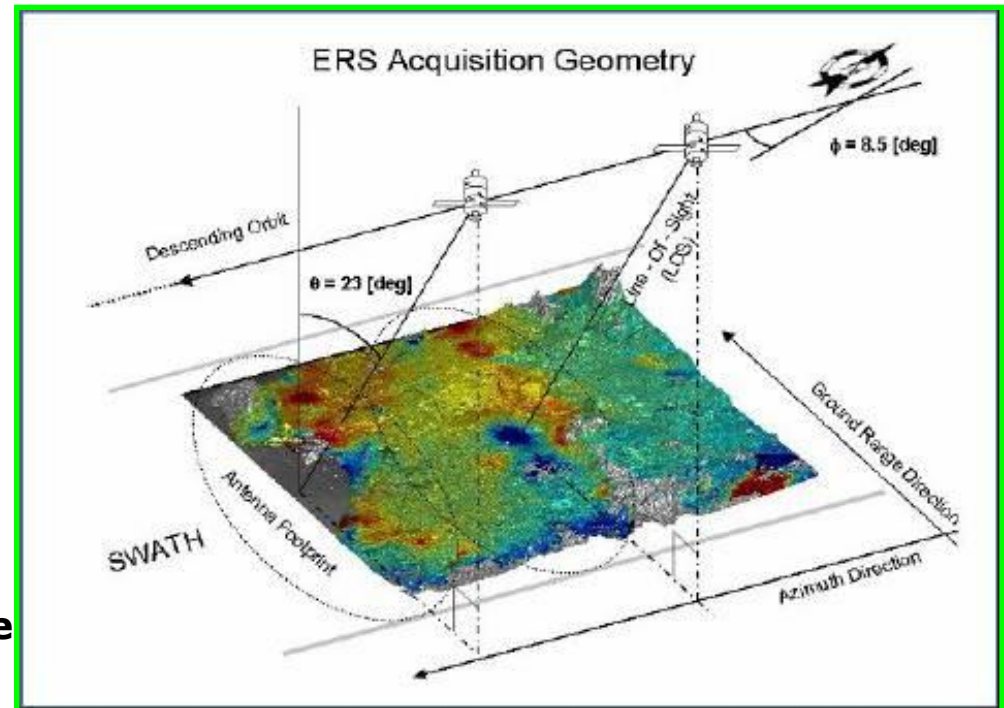 ERS Acquisition Geometry
ϕ = 8.5 [deg]
Descending Orbit
Line - Of - Sight
(LOS)
θ = 23 [deg]
Ground Range Direction
Antenna Footprint
SWATH
Azimuth Direction
e